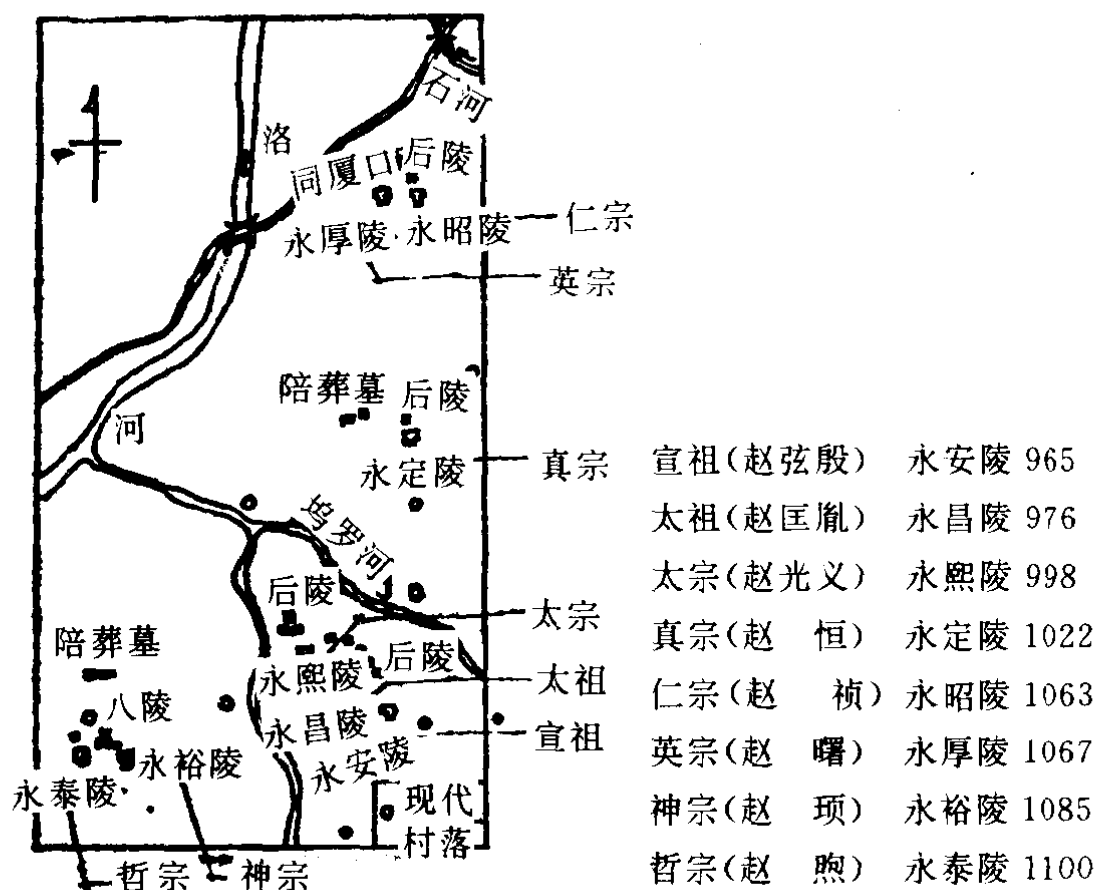 石河
洛
同厦口
后陵
永厚陵
永昭陵
仁宗
英宗
陪葬墓
后陵
河
永定陵
真宗
坞罗河
后陵
太宗
陪葬墓
永熙陵
后陵
太祖
八陵
永昌陵
宣祖
永裕陵
永安陵
永泰陵
现代
村落
哲宗
神宗
宣祖(赵弦殷) 永安陵 965
太祖(赵匡胤) 永昌陵 976
太宗(赵光义) 永熙陵 998
真宗(赵 恒) 永定陵 1022
仁宗(赵 祯) 永昭陵 1063
英宗(赵 曙) 永厚陵 1067
神宗(赵 顼) 永裕陵 1085
哲宗(赵 煦) 永泰陵 1100